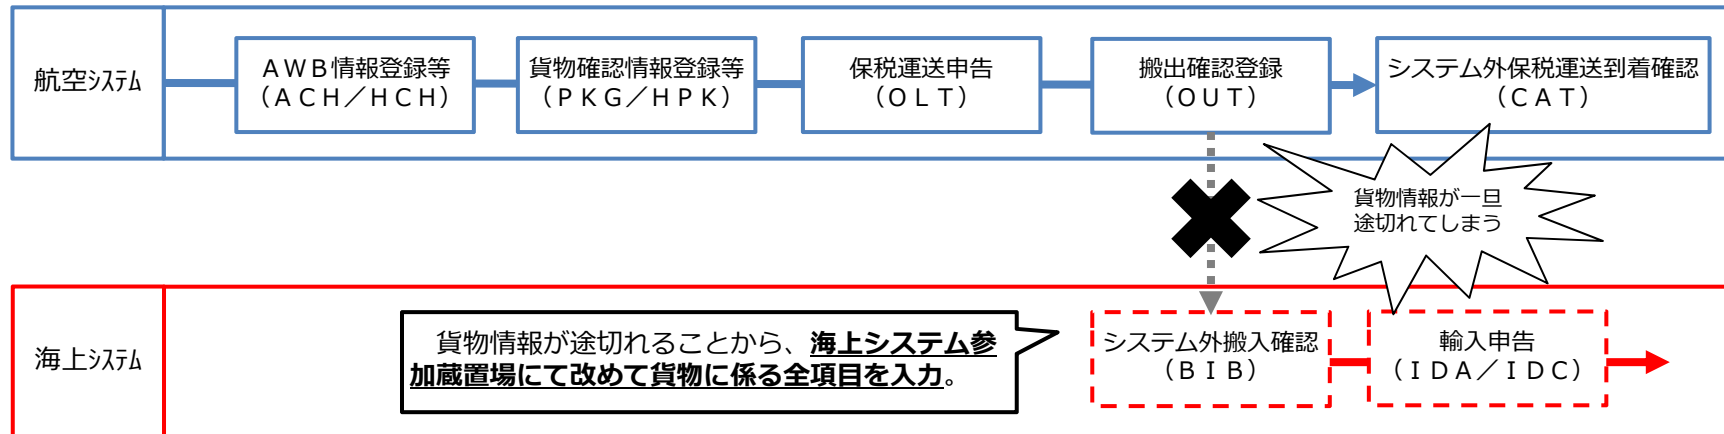 航空ｼｽﾃﾑ
ＡＷＢ情報登録等
（ＡＣＨ／ＨＣＨ）
貨物確認情報登録等
（ＰＫＧ／ＨＰＫ）
保税運送申告
（ＯＬＴ）
搬出確認登録
（ＯＵＴ）
システム外保税運送到着確認
（ＣＡＴ）
貨物情報が一旦
途切れてしまう
海上ｼｽﾃﾑ
貨物情報が途切れることから、海上システム参
加蔵置場にて改めて貨物に係る全項目を入力。
システム外搬入確認
（ＢＩＢ）
輸入申告
（ＩＤＡ／ＩＤＣ）